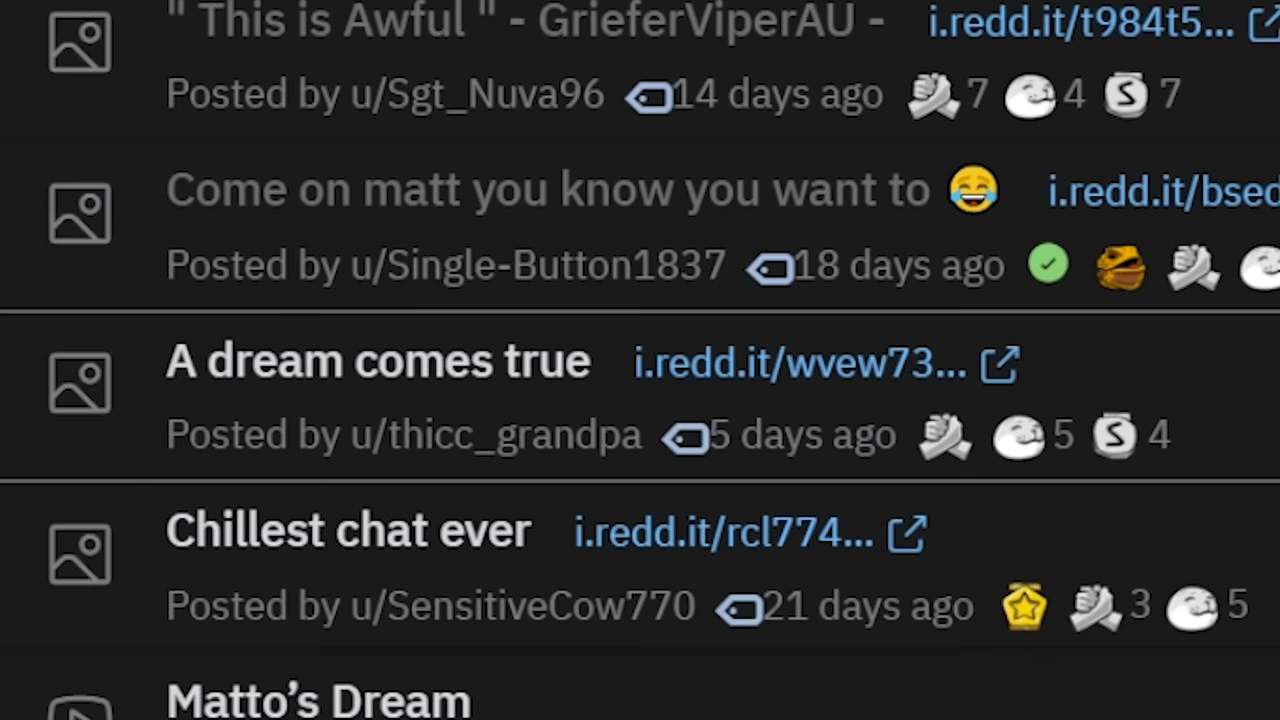 " This is Awful " - GrieferViperAU - i.redd.it/t984t5...
Posted by u/Sgt_Nuva96 14 days ago 7 4 S 7
Come on matt you know you want to 😂 i.redd.it/bsed
Posted by u/Single-Button1837 18 days ago
A dream comes true i.redd.it/wvew73...
Posted by u/thicc_grandpa 5 days ago 5 S 4
Chillest chat ever i.redd.it/rcl774...
Posted by u/SensitiveCow770 21 days ago 3 5
Matto’s Dream